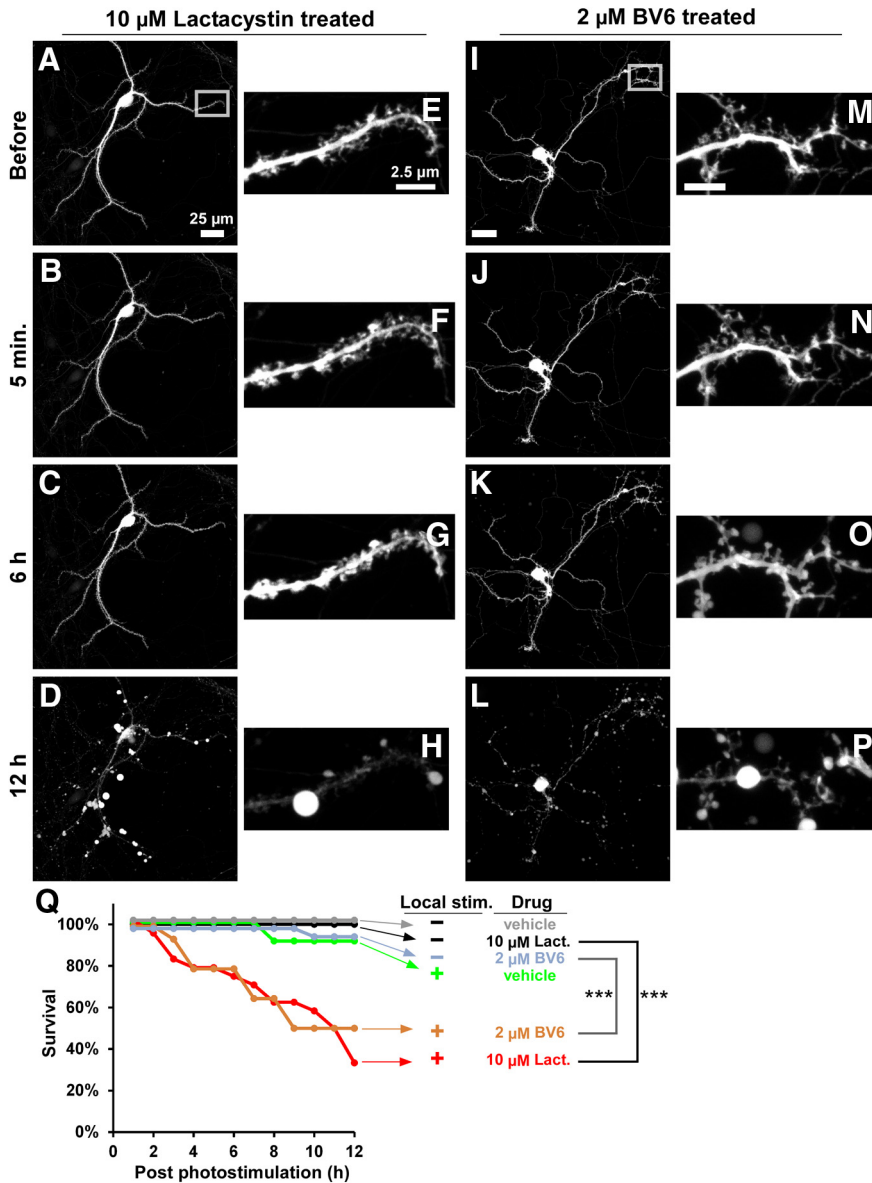 10 µM Lactacystin treated
2 µM BV6 treated
Before
A
25 µm
E
2.5 µm
I
M
5 min.
B
F
J
N
6 h
C
G
K
O
12 h
D
H
L
P
Q
Local stim. Drug
− vehicle
− 10 µM Lact.
− 2 µM BV6
+ vehicle
+ 2 µM BV6
+ 10 µM Lact.
*** ***
Survival
100%
80%
60%
40%
20%
0%
0 2 4 6 8 10 12
Post photostimulation (h)